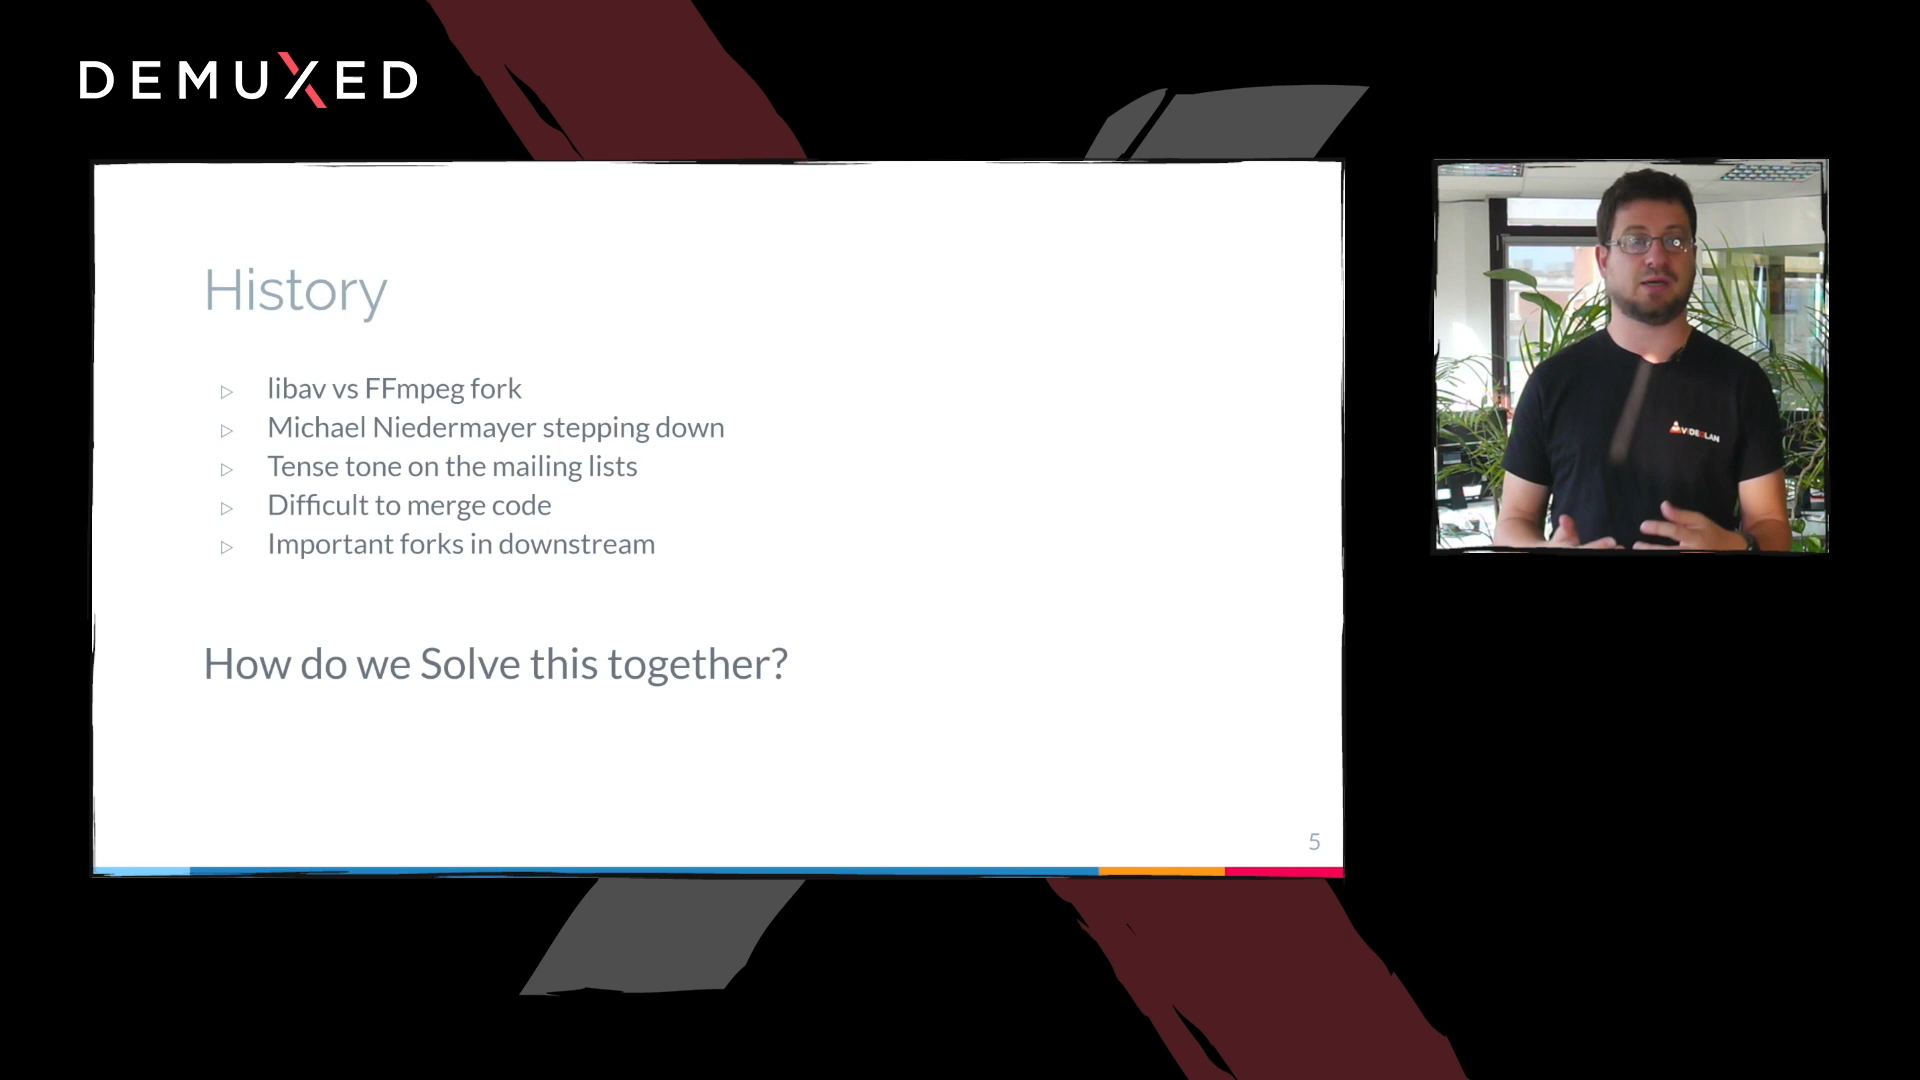 DEMUXED
History
▷ libav vs FFmpeg fork
▷ Michael Niedermayer stepping down
▷ Tense tone on the mailing lists
▷ Difficult to merge code
▷ Important forks in downstream
How do we Solve this together?
5
VIDEOLAN